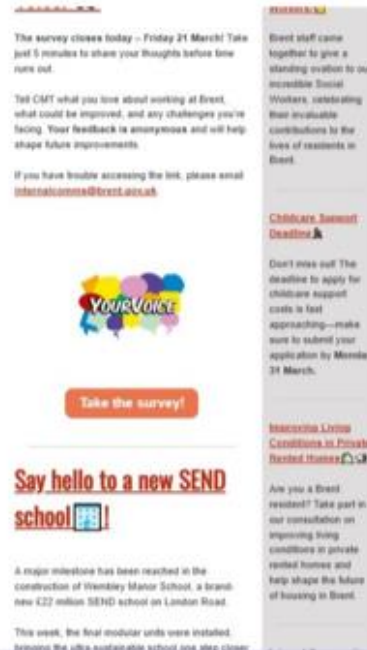 The survey closes today – Friday 21 March! Take
just 5 minutes to share your thoughts before time
runs out.
Tell CMT what you love about working at Brent,
what could be improved, and any challenges you're
facing. Your feedback is anonymous and will help
shape future improvements.
If you have trouble accessing the link, please email
internalcomms@brent.gov.uk
YOURVOICE
Take the survey!
Say hello to a new SEND
school!
A major milestone has been reached in the
construction of Wembley Manor School, a brand-
new £22 million SEND school on London Road.
This week, the final modular units were installed,
bringing the ultra-sustainable school one step closer
Brent staff came
together to give a
standing ovation to our
incredible Social
Workers, celebrating
their invaluable
contributions to the
lives of residents in
Brent.
Childcare Support
Deadline
Don't miss out! The
deadline to apply for
childcare support
costs is fast
approaching—make
sure to submit your
application by Monday
31 March.
Improving Living
Conditions in Private
Rented Homes
Are you a Brent
resident? Take part in
our consultation on
improving living
conditions in private
rented homes and
help shape the future
of housing in Brent.